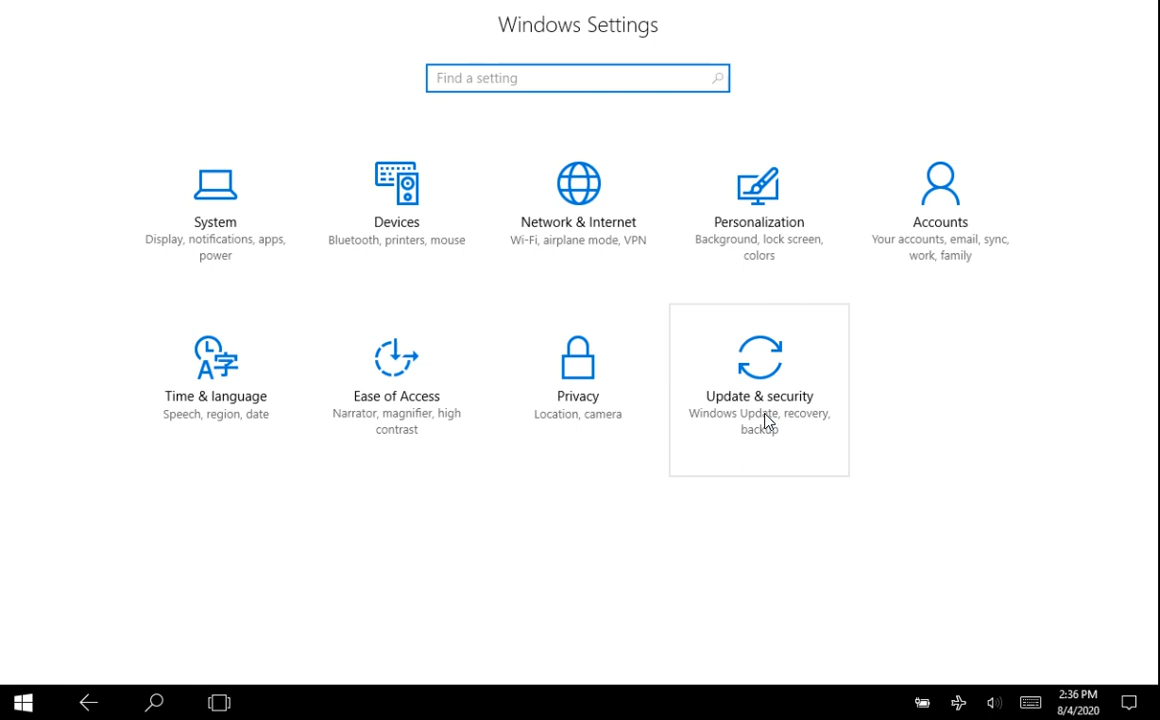 Windows Settings
Find a setting
System
Display, notifications, apps,
power
Devices
Bluetooth, printers, mouse
Network & Internet
Wi-Fi, airplane mode, VPN
Personalization
Background, lock screen,
colors
Accounts
Your accounts, email, sync,
work, family
Time & language
Speech, region, date
Ease of Access
Narrator, magnifier, high
contrast
Privacy
Location, camera
Update & security
Windows Update, recovery,
backup
2:36 PM
8/4/2020